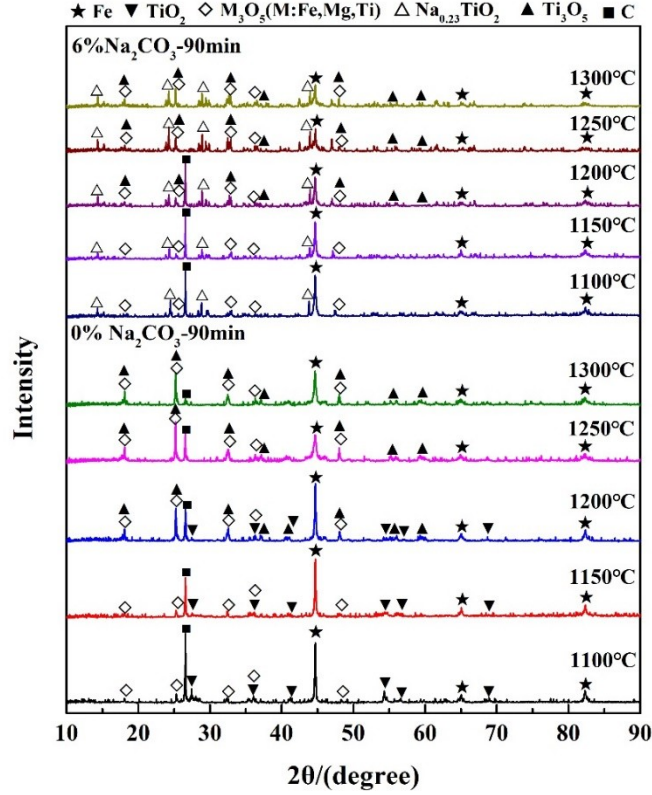 ★ Fe ▼ TiO₂ ◇ M₃O₅(M:Fe,Mg,Ti) △ Na₀.₂₃TiO₂ ▲ Ti₃O₅ ■ C
6%Na₂CO₃-90min
1300°C
1250°C
1200°C
1150°C
1100°C
0% Na₂CO₃-90min
1300°C
1250°C
1200°C
1150°C
1100°C
Intensity
10 20 30 40 50 60 70 80 90
2θ/(degree)